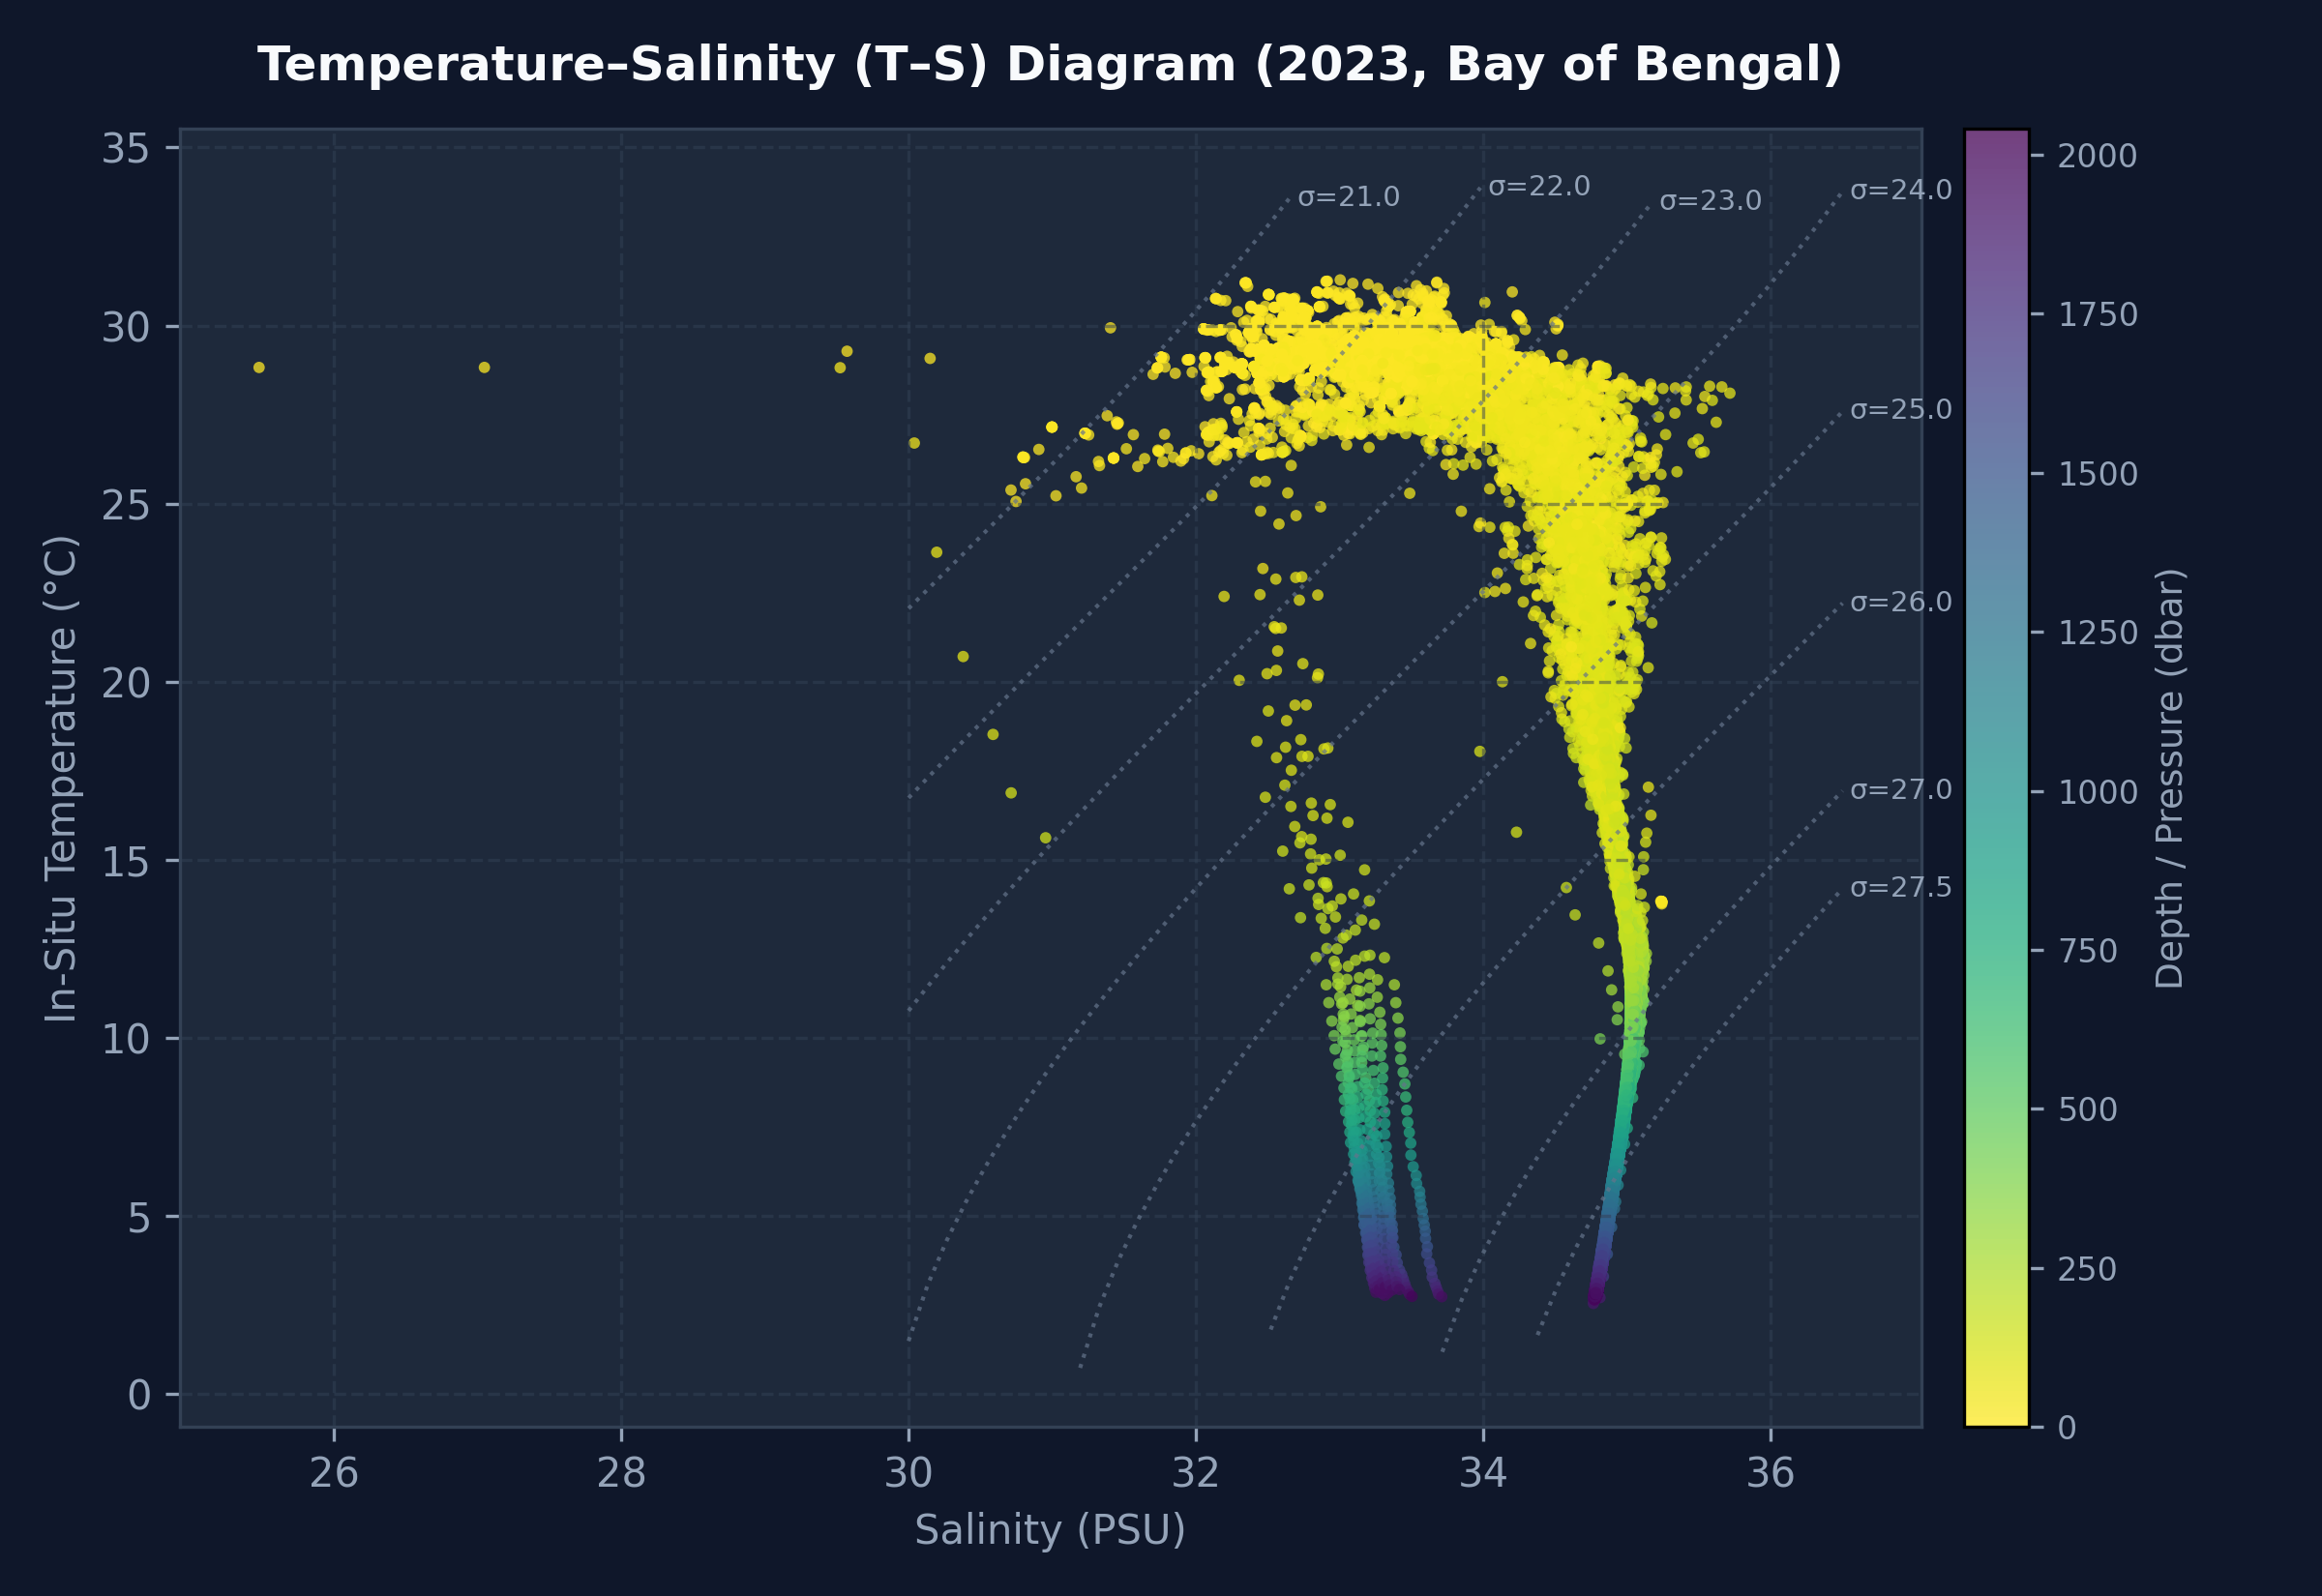 Temperature–Salinity (T–S) Diagram (2023, Bay of Bengal)
35
30
25
20
15
10
5
0
In-Situ Temperature (°C)
σ=21.0
σ=22.0
σ=23.0
σ=24.0
σ=25.0
σ=26.0
σ=27.0
σ=27.5
26
28
30
32
34
36
Salinity (PSU)
2000
1750
1500
1250
1000
750
500
250
0
Depth / Pressure (dbar)